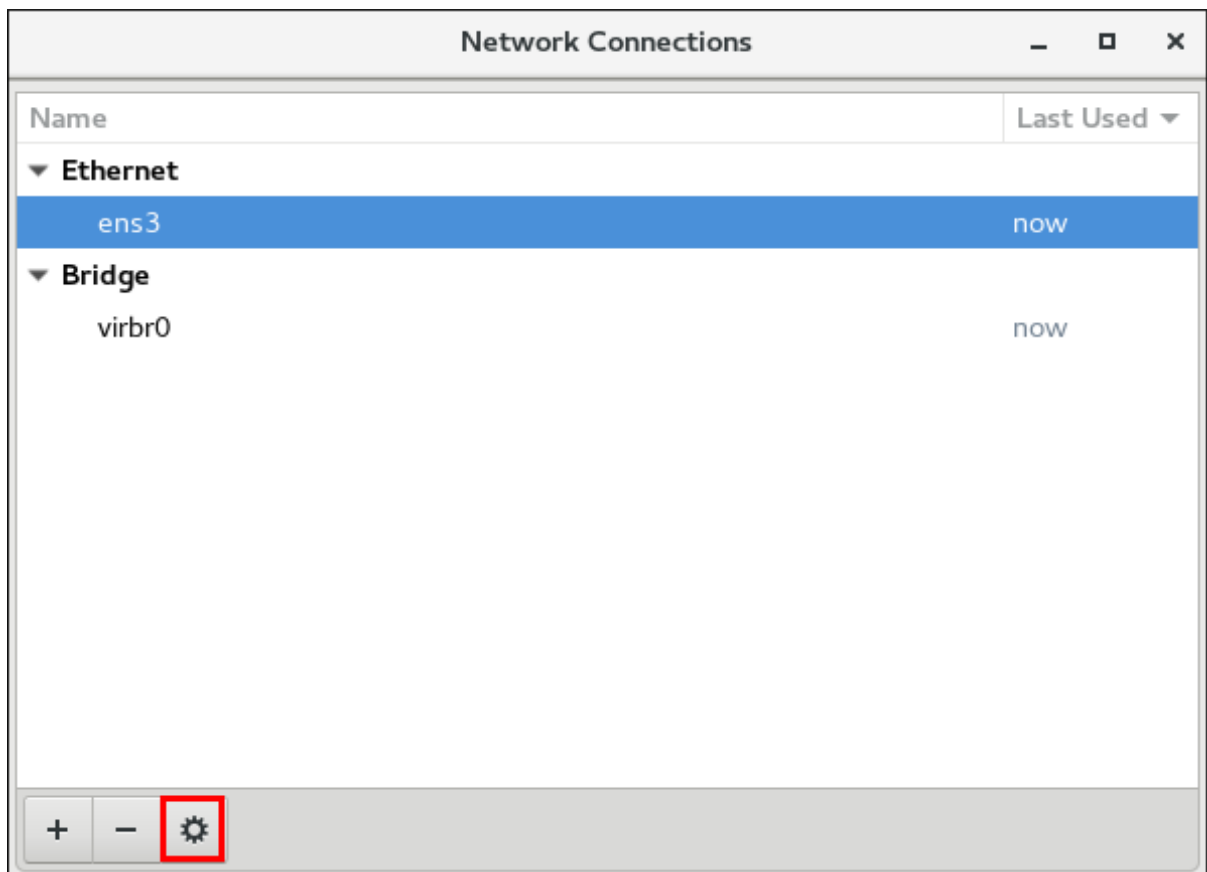 Network Connections
Name Last Used
Ethernet
ens3 now
Bridge
virbr0 now